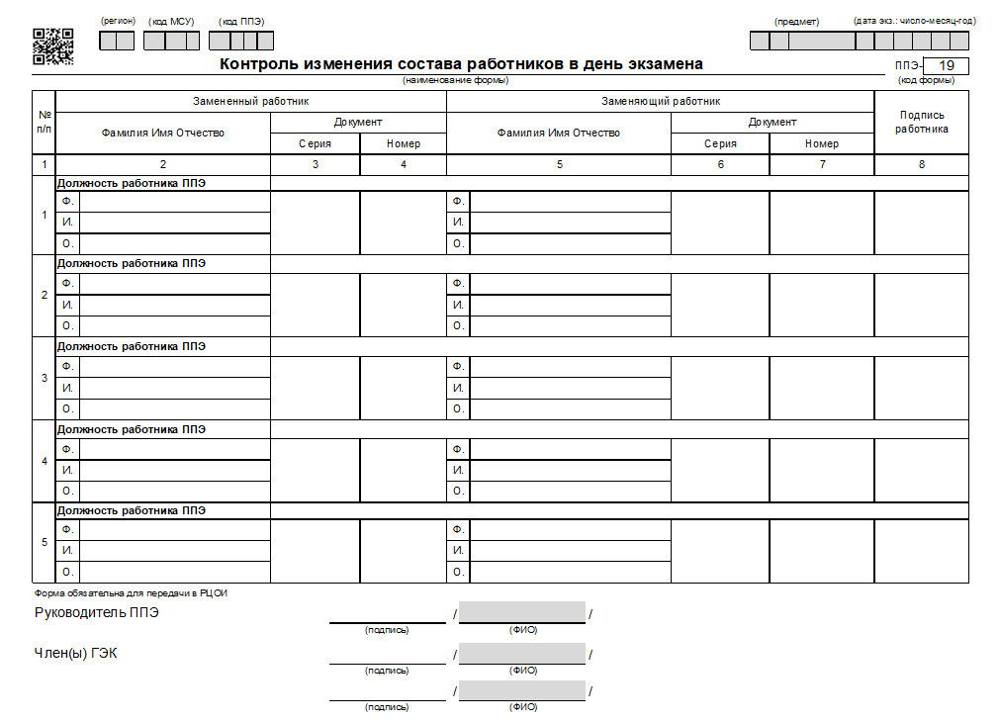 (регион) (код МСУ) (код ППЭ) (предмет) (дата экз.: число-месяц-год)
Контроль изменения состава работников в день экзамена
ППЭ- 19
(наименование формы) (код формы)
№ п/п
Замененный работник
Заменяющий работник
Подпись работника
Фамилия Имя Отчество
Документ
Фамилия Имя Отчество
Документ
Серия Номер Серия Номер
1 2 3 4 5 6 7 8
Должность работника ППЭ
1
Ф. Ф.
И. И.
О. О.
Должность работника ППЭ
2
Ф. Ф.
И. И.
О. О.
Должность работника ППЭ
3
Ф. Ф.
И. И.
О. О.
Должность работника ППЭ
4
Ф. Ф.
И. И.
О. О.
Должность работника ППЭ
5
Ф. Ф.
И. И.
О. О.
Форма обязательна для передачи в РЦОИ
Руководитель ППЭ / /
(подпись) (ФИО)
Член(ы) ГЭК / /
(подпись) (ФИО)
/ /
(подпись) (ФИО)